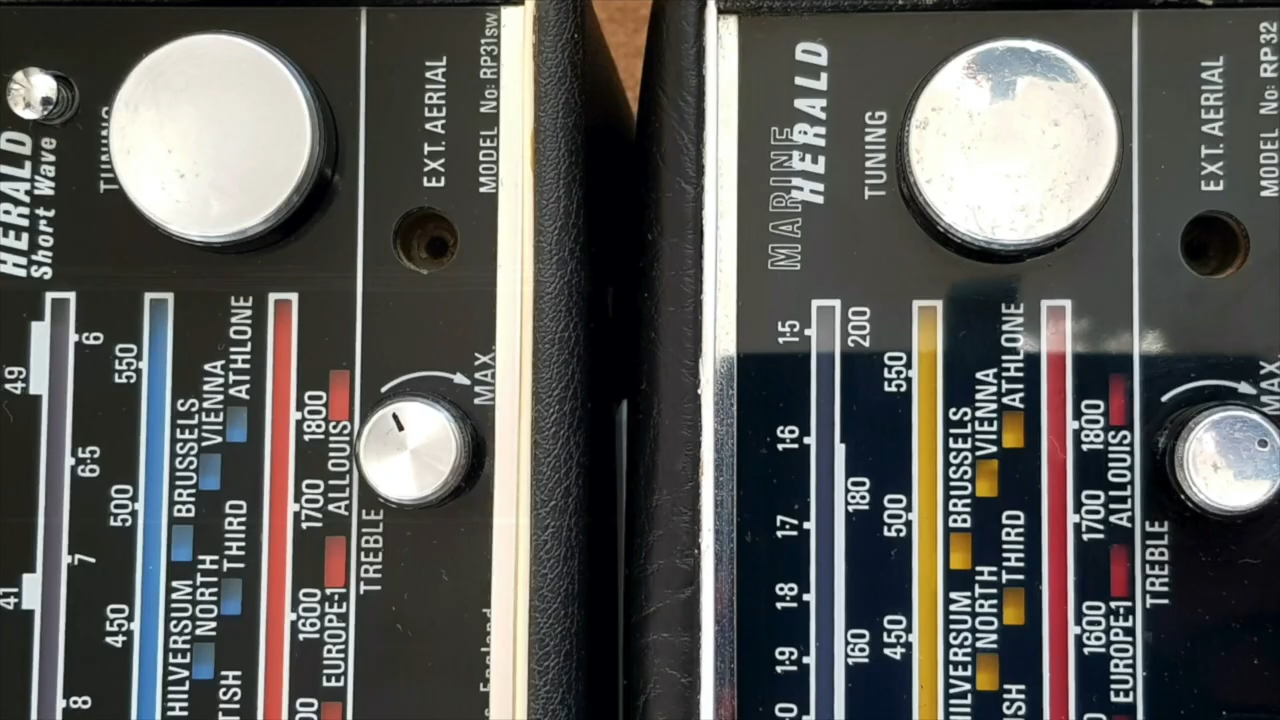 HERALD
Short Wave
TUNING
EXT. AERIAL
MODEL No: RP31sw
49
41
6
6·5
7
8
550
500
450
HILVERSUM
BRUSSELS
NORTH
VIENNA
TISH
THIRD
ATHLONE
1600
1700
1800
EUROPE-1
ALLOUIS
TREBLE
MAX.
England
MARINE
HERALD
TUNING
EXT. AERIAL
MODEL No: RP32
1·5
1·6
1·7
1·8
1·9
200
180
160
550
500
450
ILVERSUM
BRUSSELS
NORTH
VIENNA
ISH
THIRD
ATHLONE
1600
1700
1800
EUROPE-1
ALLOUIS
TREBLE
MAX